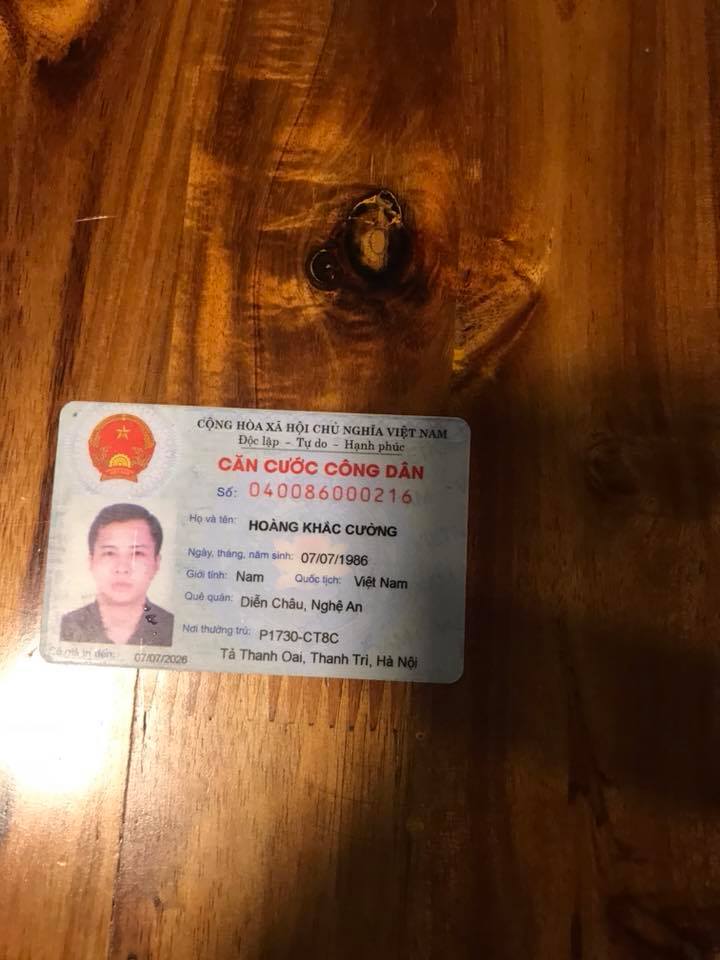 CỘNG HÒA XÃ HỘI CHỦ NGHĨA VIỆT NAM
Độc lập – Tự do – Hạnh phúc
CĂN CƯỚC CÔNG DÂN
Số: 040086000216
Họ và tên: HOÀNG KHẮC CƯỜNG
Ngày, tháng, năm sinh: 07/07/1986
Giới tính: Nam Quốc tịch: Việt Nam
Quê quán: Diễn Châu, Nghệ An
Nơi thường trú: P1730-CT8C
Có giá trị đến: 07/07/2026 Tả Thanh Oai, Thanh Trì, Hà Nội